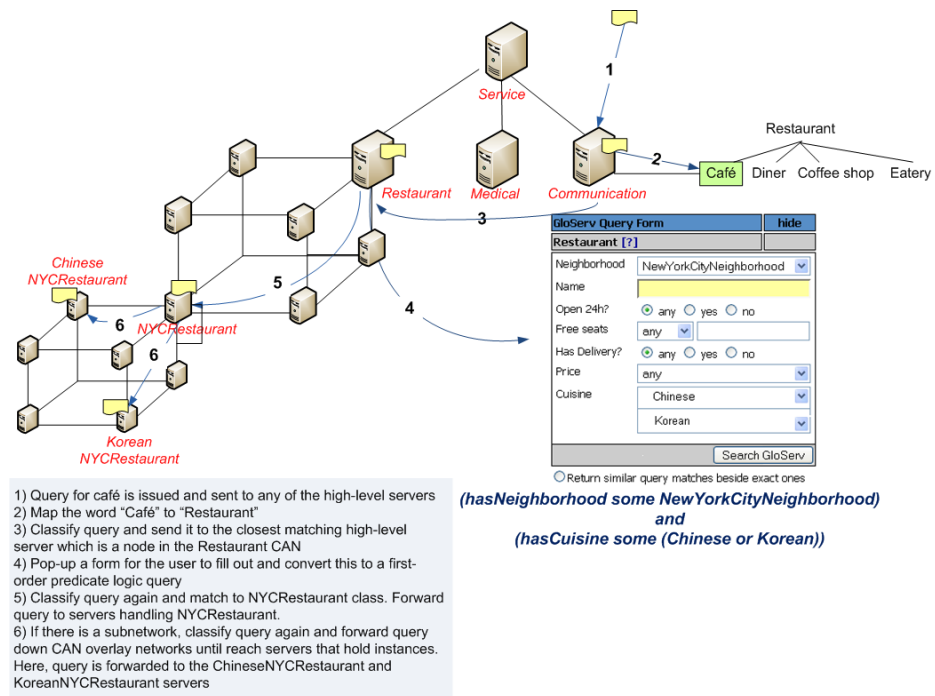 1
Service
Restaurant
Medical
Communication
2
Restaurant
Café
Diner
Coffee shop
Eatery
3
5
4
Chinese
NYCRestaurant
NYCRestaurant
6
6
Korean
NYCRestaurant
GloServ Query Form
hide
Restaurant [?]
Neighborhood
NewYorkCityNeighborhood
Name
Open 24h?
any
yes
no
Free seats
any
Has Delivery?
any
yes
no
Price
any
Cuisine
Chinese
Korean
Search GloServ
Return similar query matches beside exact ones
(hasNeighborhood some NewYorkCityNeighborhood)
and
(hasCuisine some (Chinese or Korean))
1) Query for café is issued and sent to any of the high-level servers
2) Map the word “Café” to “Restaurant”
3) Classify query and send it to the closest matching high-level
server which is a node in the Restaurant CAN
4) Pop-up a form for the user to fill out and convert this to a first-
order predicate logic query
5) Classify query again and match to NYCRestaurant class. Forward
query to servers handling NYCRestaurant.
6) If there is a subnetwork, classify query again and forward query
down CAN overlay networks until reach servers that hold instances.
Here, query is forwarded to the ChineseNYCRestaurant and
KoreanNYCRestaurant servers